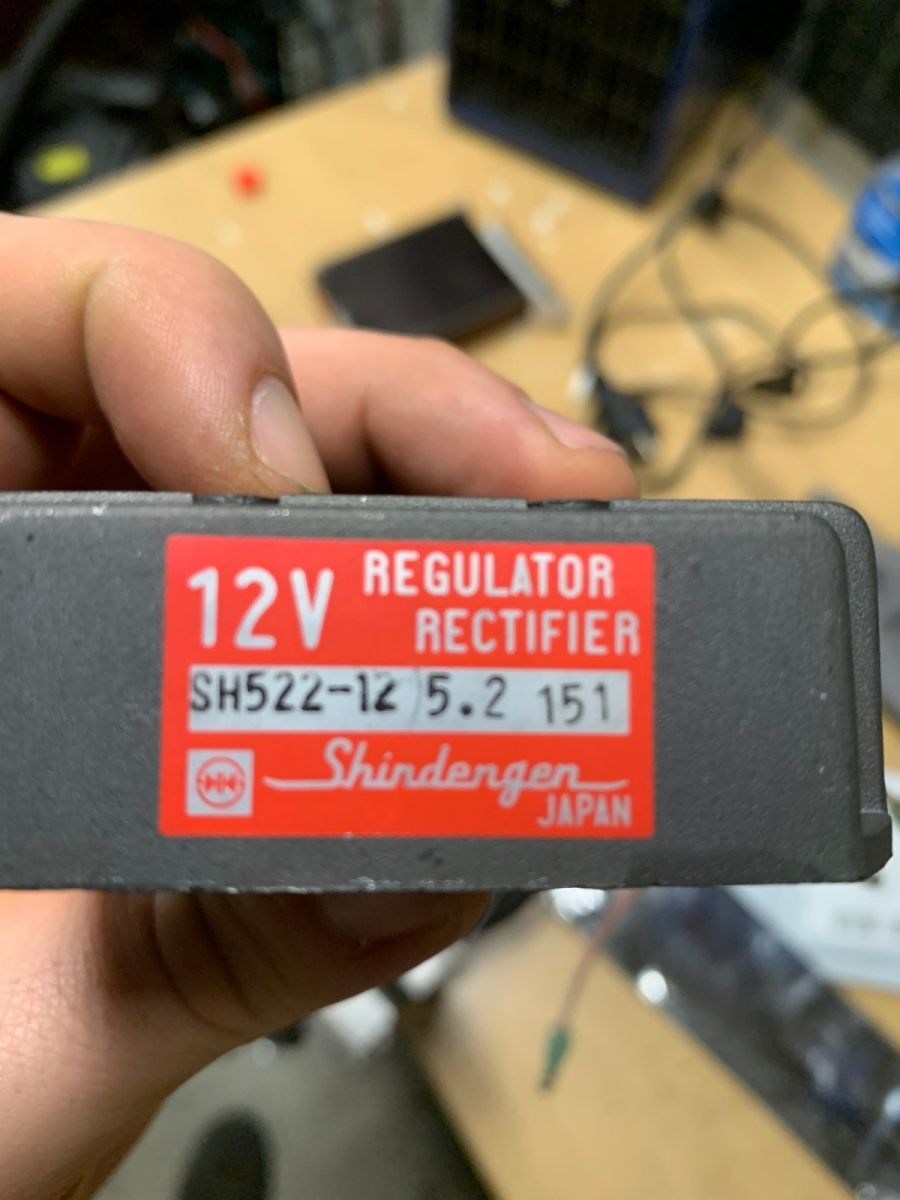 12V REGULATOR
RECTIFIER
SH522-12 5.2 151
Shindengen
JAPAN